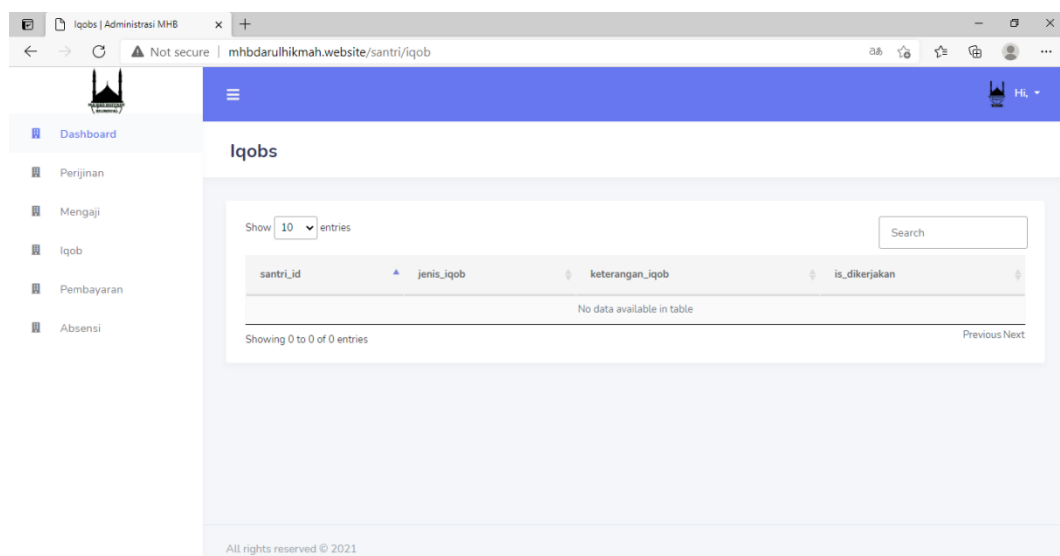 Iqobs | Administrasi MHB
Not secure | mhbdarulhikmah.website/santri/iqob
Hi,
Dashboard
Perijinan
Mengaji
Iqob
Pembayaran
Absensi
Iqobs
Show 10 entries
Search
santri_id jenis_iqob keterangan_iqob is_dikerjakan
No data available in table
Showing 0 to 0 of 0 entries
Previous Next
All rights reserved © 2021